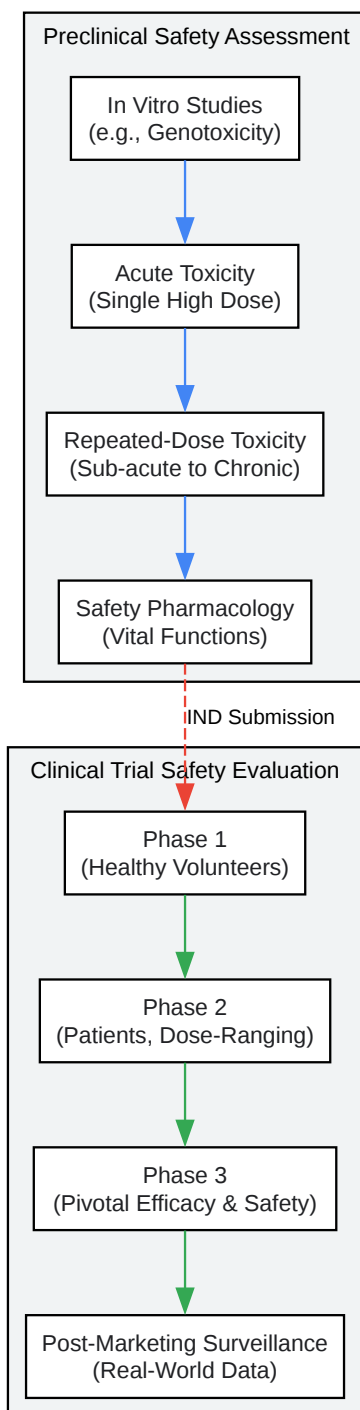 Preclinical Safety Assessment
In Vitro Studies
(e.g., Genotoxicity)
Acute Toxicity
(Single High Dose)
Repeated-Dose Toxicity
(Sub-acute to Chronic)
Safety Pharmacology
(Vital Functions)
IND Submission
Clinical Trial Safety Evaluation
Phase 1
(Healthy Volunteers)
Phase 2
(Patients, Dose-Ranging)
Phase 3
(Pivotal Efficacy & Safety)
Post-Marketing Surveillance
(Real-World Data)